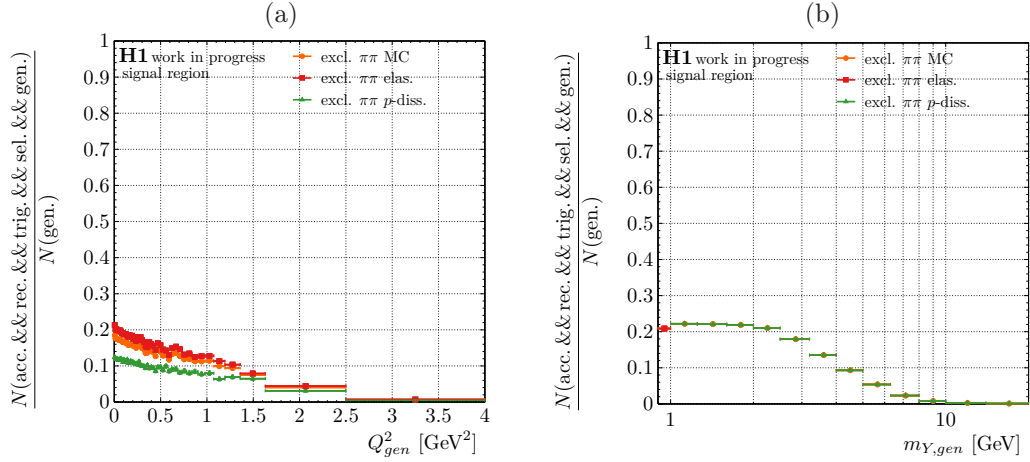 (a)
N(acc. && rec. && trig. && sel. && gen.)
N(gen.)
H1 work in progress
signal region
excl. ππ MC
excl. ππ elas.
excl. ππ p-diss.
1
0.9
0.8
0.7
0.6
0.5
0.4
0.3
0.2
0.1
0
0 0.5 1 1.5 2 2.5 3 3.5 4
Q²gen [GeV²]
(b)
N(acc. && rec. && trig. && sel. && gen.)
N(gen.)
H1 work in progress
signal region
excl. ππ MC
excl. ππ elas.
excl. ππ p-diss.
1
0.9
0.8
0.7
0.6
0.5
0.4
0.3
0.2
0.1
0
1 10
mY,gen [GeV]